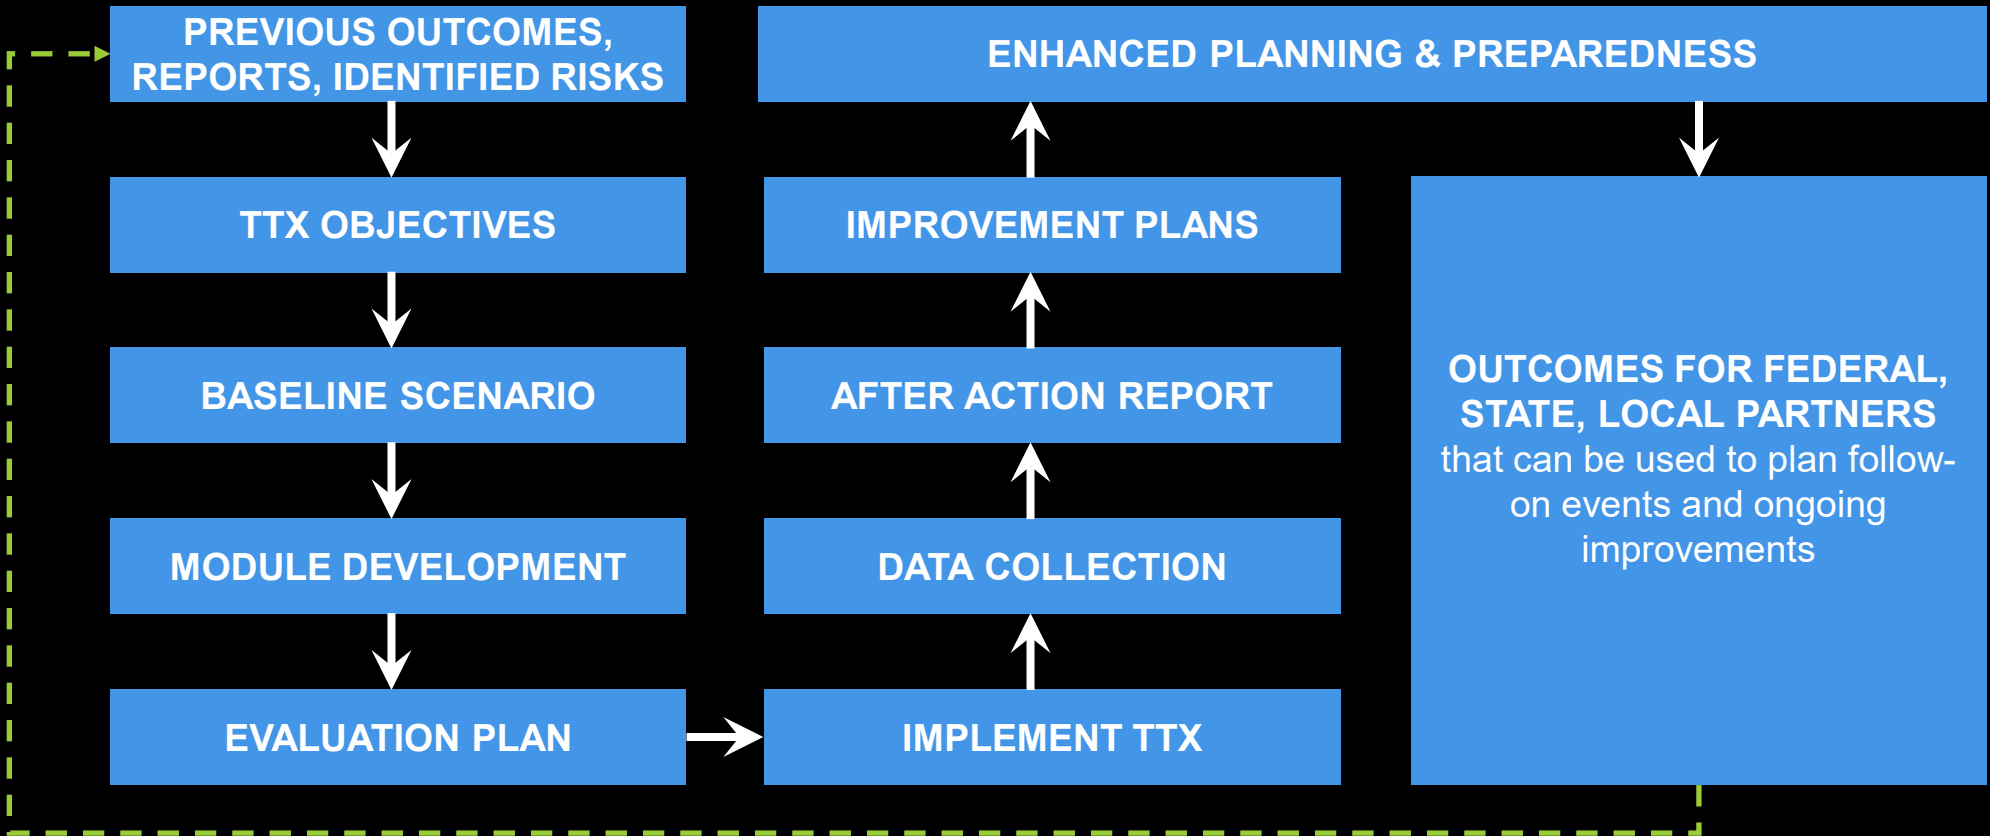 PREVIOUS OUTCOMES,
REPORTS, IDENTIFIED RISKS
TTX OBJECTIVES
BASELINE SCENARIO
MODULE DEVELOPMENT
EVALUATION PLAN
IMPLEMENT TTX
DATA COLLECTION
AFTER ACTION REPORT
IMPROVEMENT PLANS
ENHANCED PLANNING & PREPAREDNESS
OUTCOMES FOR FEDERAL,
STATE, LOCAL PARTNERS
that can be used to plan follow-
on events and ongoing
improvements